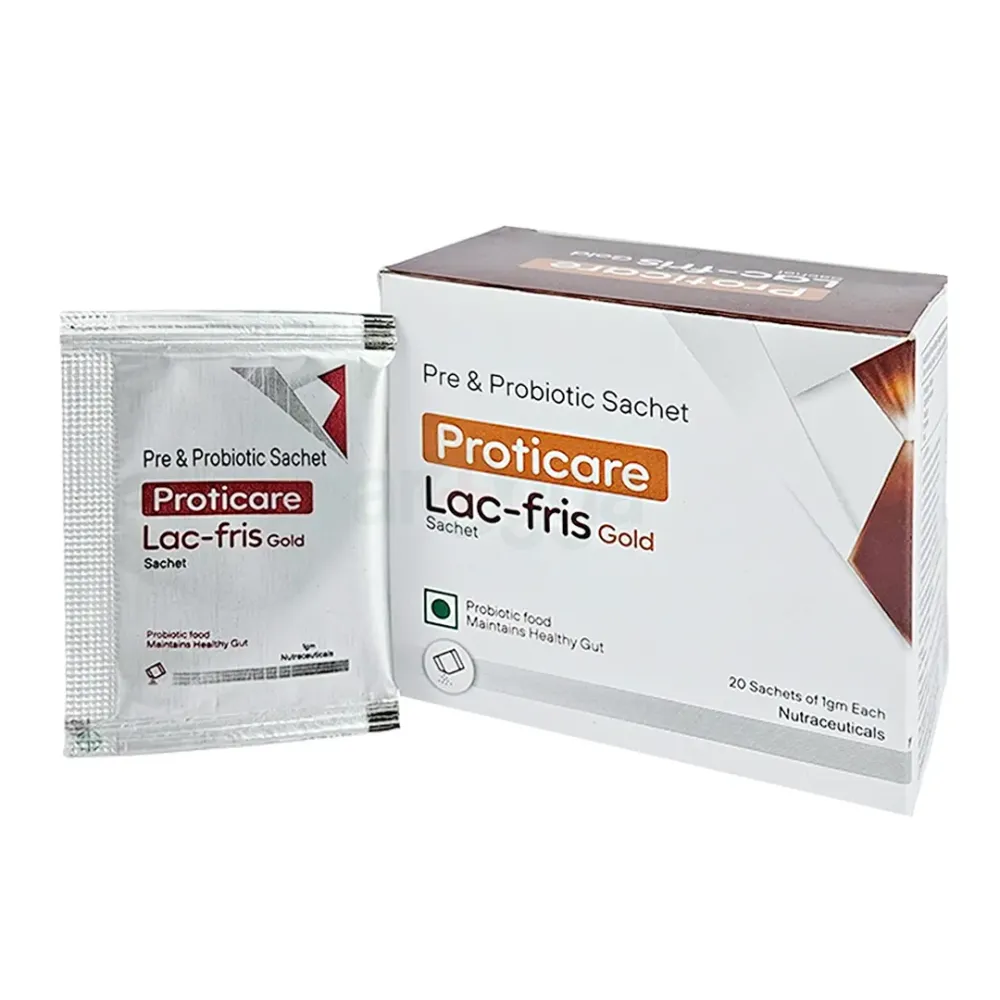 Pre & Probiotic Sachet
Proticare
Lac-fris Gold
Sachet
Probiotic food
Maintains Healthy Gut
1gm
Nutraceuticals
Proticare
Lac-fris Gold
Sachet
Pre & Probiotic Sachet
Proticare
Lac-fris Gold
Sachet
Probiotic food
Maintains Healthy Gut
20 Sachets of 1gm Each
Nutraceuticals